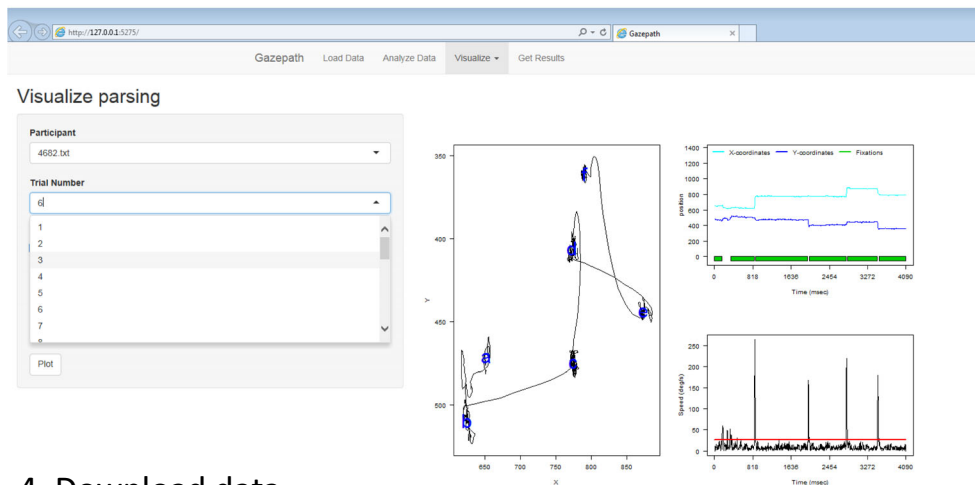 http://127.0.0.1:5275/
Gazepath
Gazepath Load Data Analyze Data Visualize Get Results
Visualize parsing
Participant
4682.txt
Trial Number
6
1
2
3
4
5
6
7
8
Plot
350
400
450
500
Y
a
b
c
d
e
f
650 700 750 800 850
X
X-coordinates Y-coordinates Fixations
1400
1200
1000
800
600
400
200
0
position
0 818 1636 2454 3272 4090
Time (msec)
250
200
150
100
50
0
Speed (deg/s)
0 818 1636 2454 3272 4090
Time (msec)
4. Download data